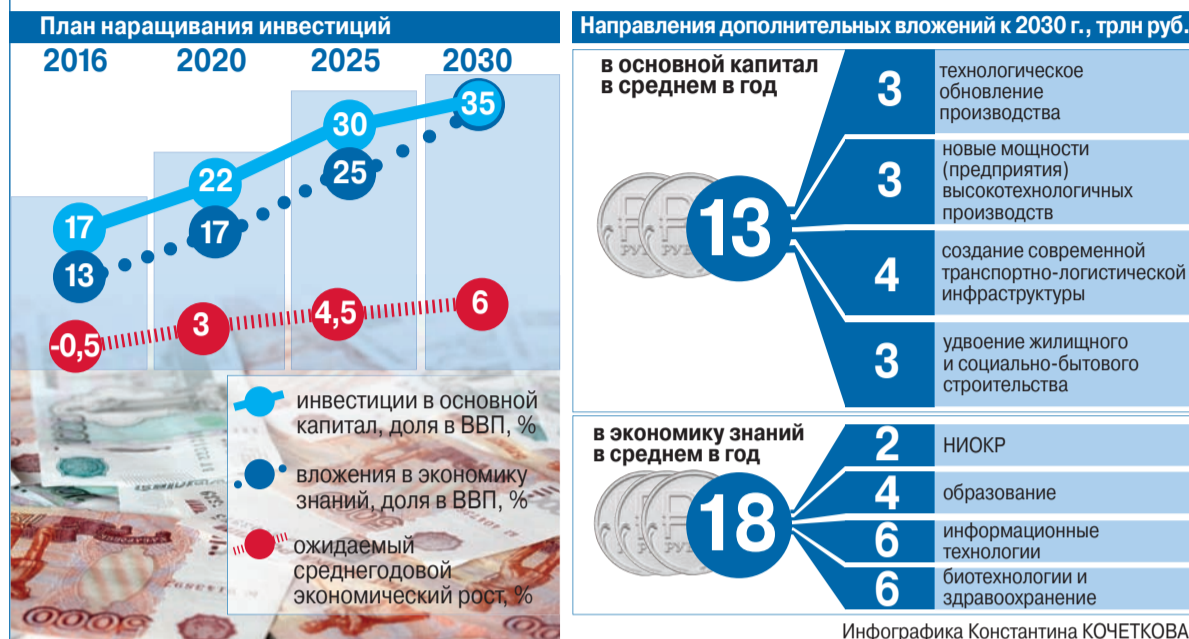 План наращивания инвестиций
2016 2020 2025 2030
35
30
22
25
17
17
13
6
4,5
3
-0,5
инвестиции в основной
капитал, доля в ВВП, %
вложения в экономику
знаний, доля в ВВП, %
ожидаемый
среднегодовой
экономический рост, %
5000
Направления дополнительных вложений к 2030 г., трлн руб.
в основной капитал
в среднем в год
13
3
технологическое
обновление
производства
3
новые мощности
(предприятия)
высокотехнологичных
производств
4
создание современной
транспортно-логистической
инфраструктуры
3
удвоение жилищного
и социально-бытового
строительства
в экономику знаний
в среднем в год
18
2
НИОКР
4
образование
6
информационные
технологии
6
биотехнологии и
здравоохранение
Инфографика Константина КОЧЕТКОВА